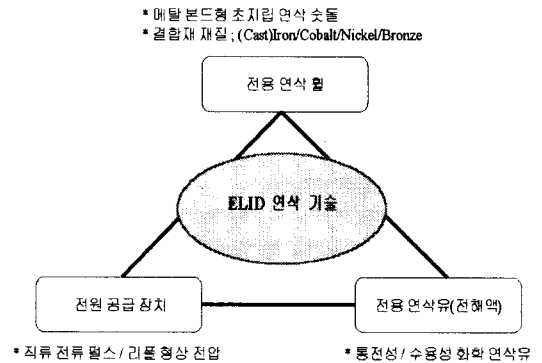 * 메탈 본드형 초지립 연삭 숫돌
* 결합재 재질 ; (Cast)Iron/Cobalt/Nickel/Bronze
전용 연삭 휠
ELID 연삭 기술
전원 공급 장치
전용 연삭유(전해액)
* 직류 전류 펄스 / 리플 형상 전압
* 통전성 / 수용성 화학 연삭유